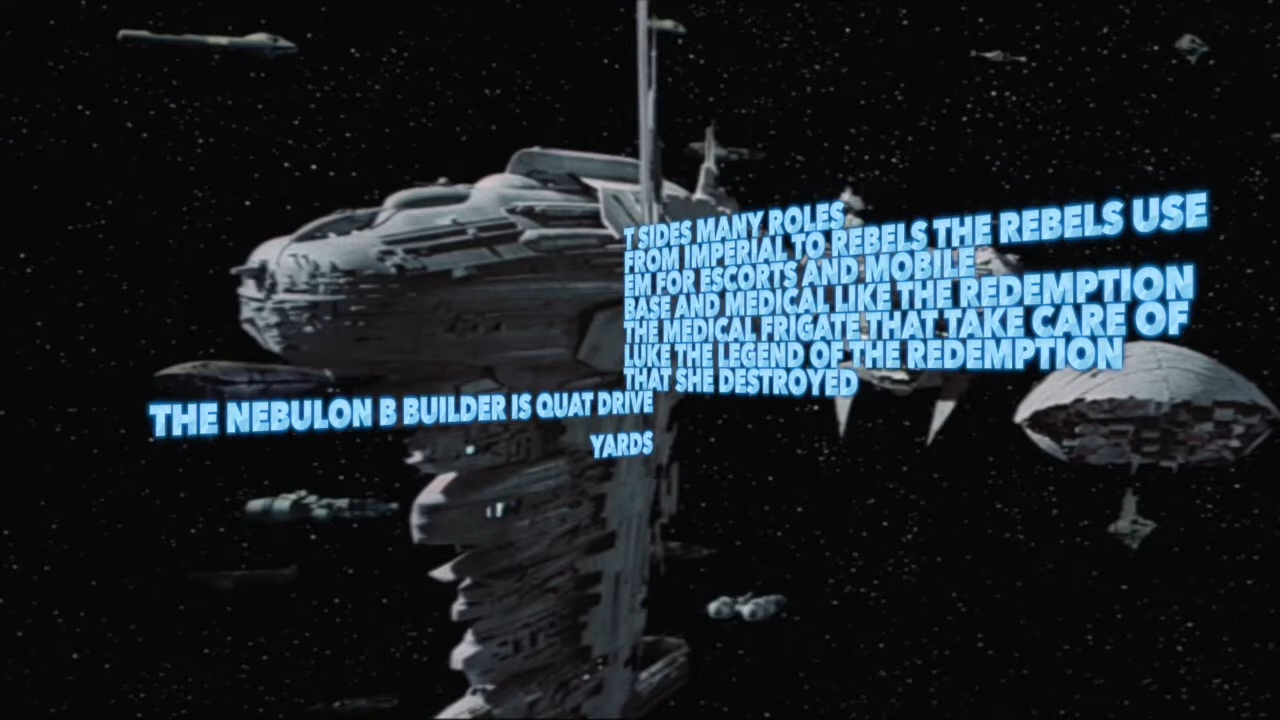 T SIDES MANY ROLES
FROM IMPERIAL TO REBELS THE REBELS USE
EM FOR ESCORTS AND MOBILE
BASE AND MEDICAL LIKE THE REDEMPTION
THE MEDICAL FRIGATE THAT TAKE CARE OF
LUKE THE LEGEND OF THE REDEMPTION
THAT SHE DESTROYED
THE NEBULON B BUILDER IS QUAT DRIVE
YARDS